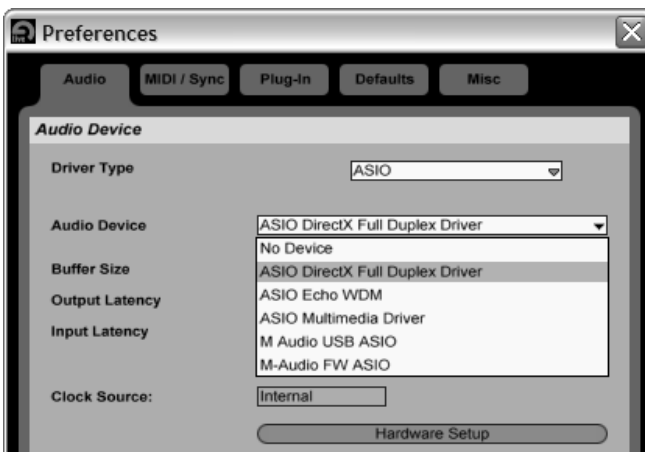 Preferences
Audio MIDI / Sync Plug-In Defaults Misc
Audio Device
Driver Type ASIO
Audio Device ASIO DirectX Full Duplex Driver
No Device
Buffer Size ASIO DirectX Full Duplex Driver
Output Latency ASIO Echo WDM
ASIO Multimedia Driver
Input Latency M Audio USB ASIO
M-Audio FW ASIO
Clock Source: Internal
Hardware Setup